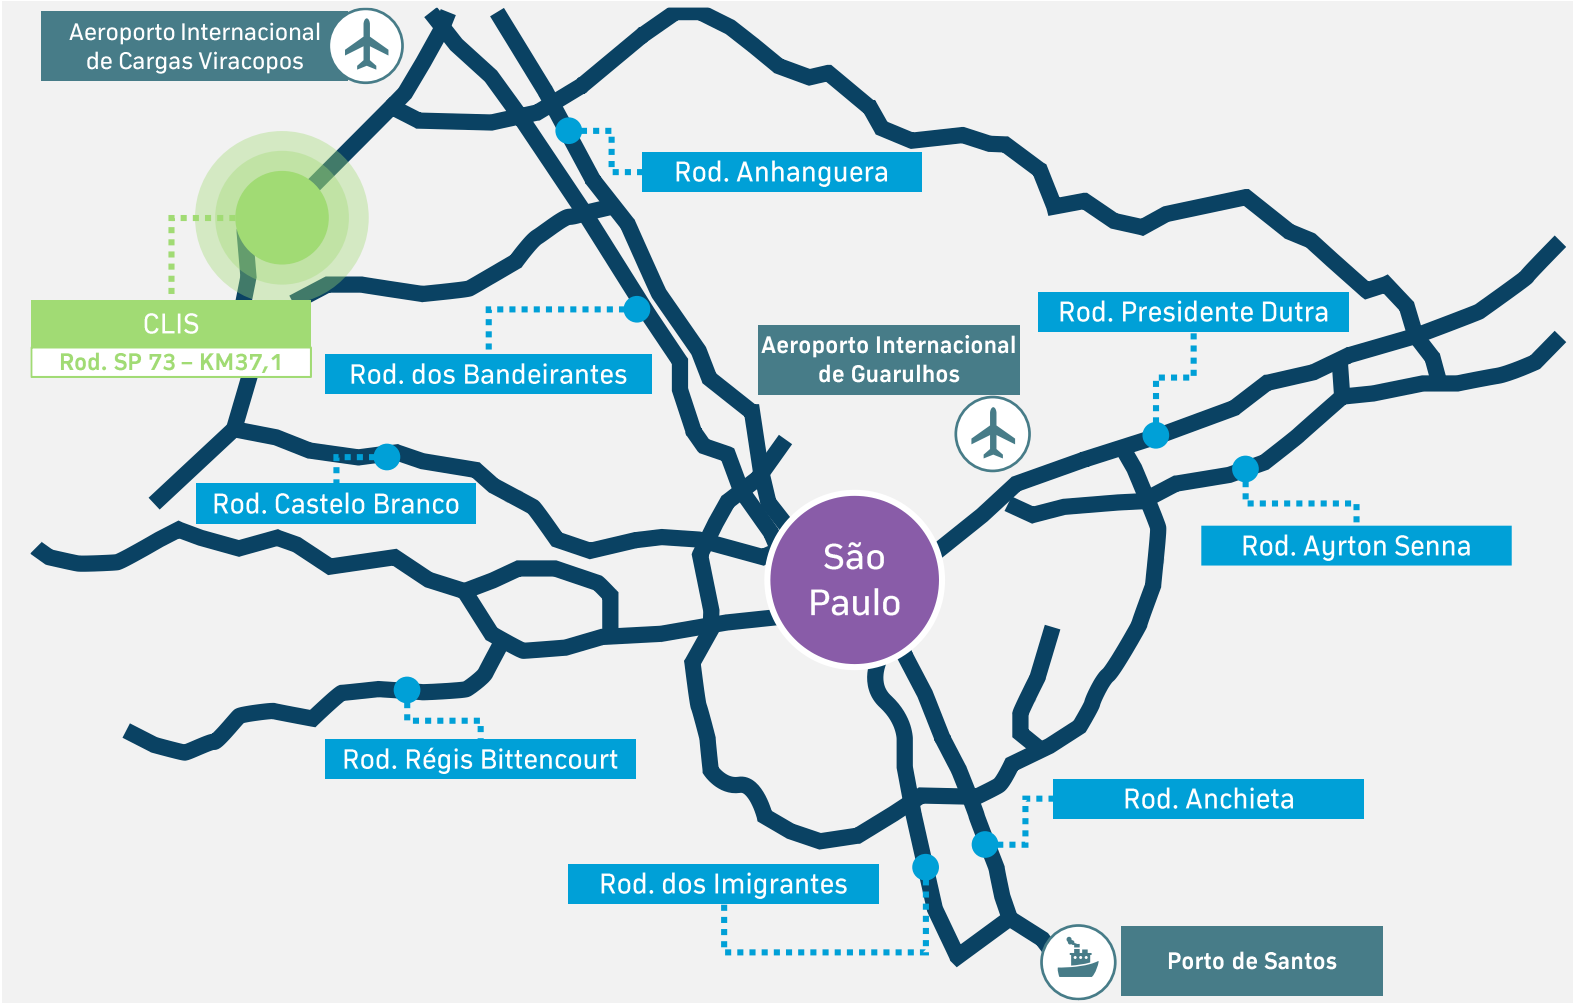 Aeroporto Internacional
de Cargas Viracopos
Rod. Anhanguera
CLIS
Rod. SP 73 – KM37,1
Rod. dos Bandeirantes
Aeroporto Internacional
de Guarulhos
Rod. Presidente Dutra
Rod. Castelo Branco
Rod. Ayrton Senna
São
Paulo
Rod. Régis Bittencourt
Rod. Anchieta
Rod. dos Imigrantes
Porto de Santos